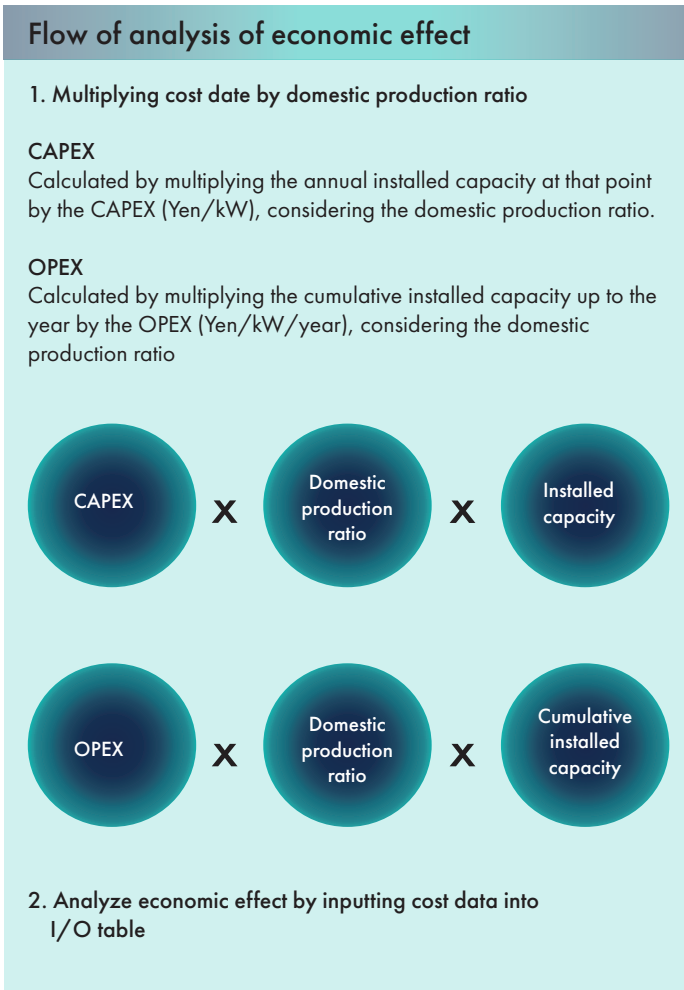 Flow of analysis of economic effect
1. Multiplying cost date by domestic production ratio
CAPEX
Calculated by multiplying the annual installed capacity at that point
by the CAPEX (Yen/kW), considering the domestic production ratio.
OPEX
Calculated by multiplying the cumulative installed capacity up to the
year by the OPEX (Yen/kW/year), considering the domestic
production ratio
CAPEX
X
Domestic
production
ratio
X
Installed
capacity
OPEX
X
Domestic
production
ratio
X
Cumulative
installed
capacity
2. Analyze economic effect by inputting cost data into
I/O table